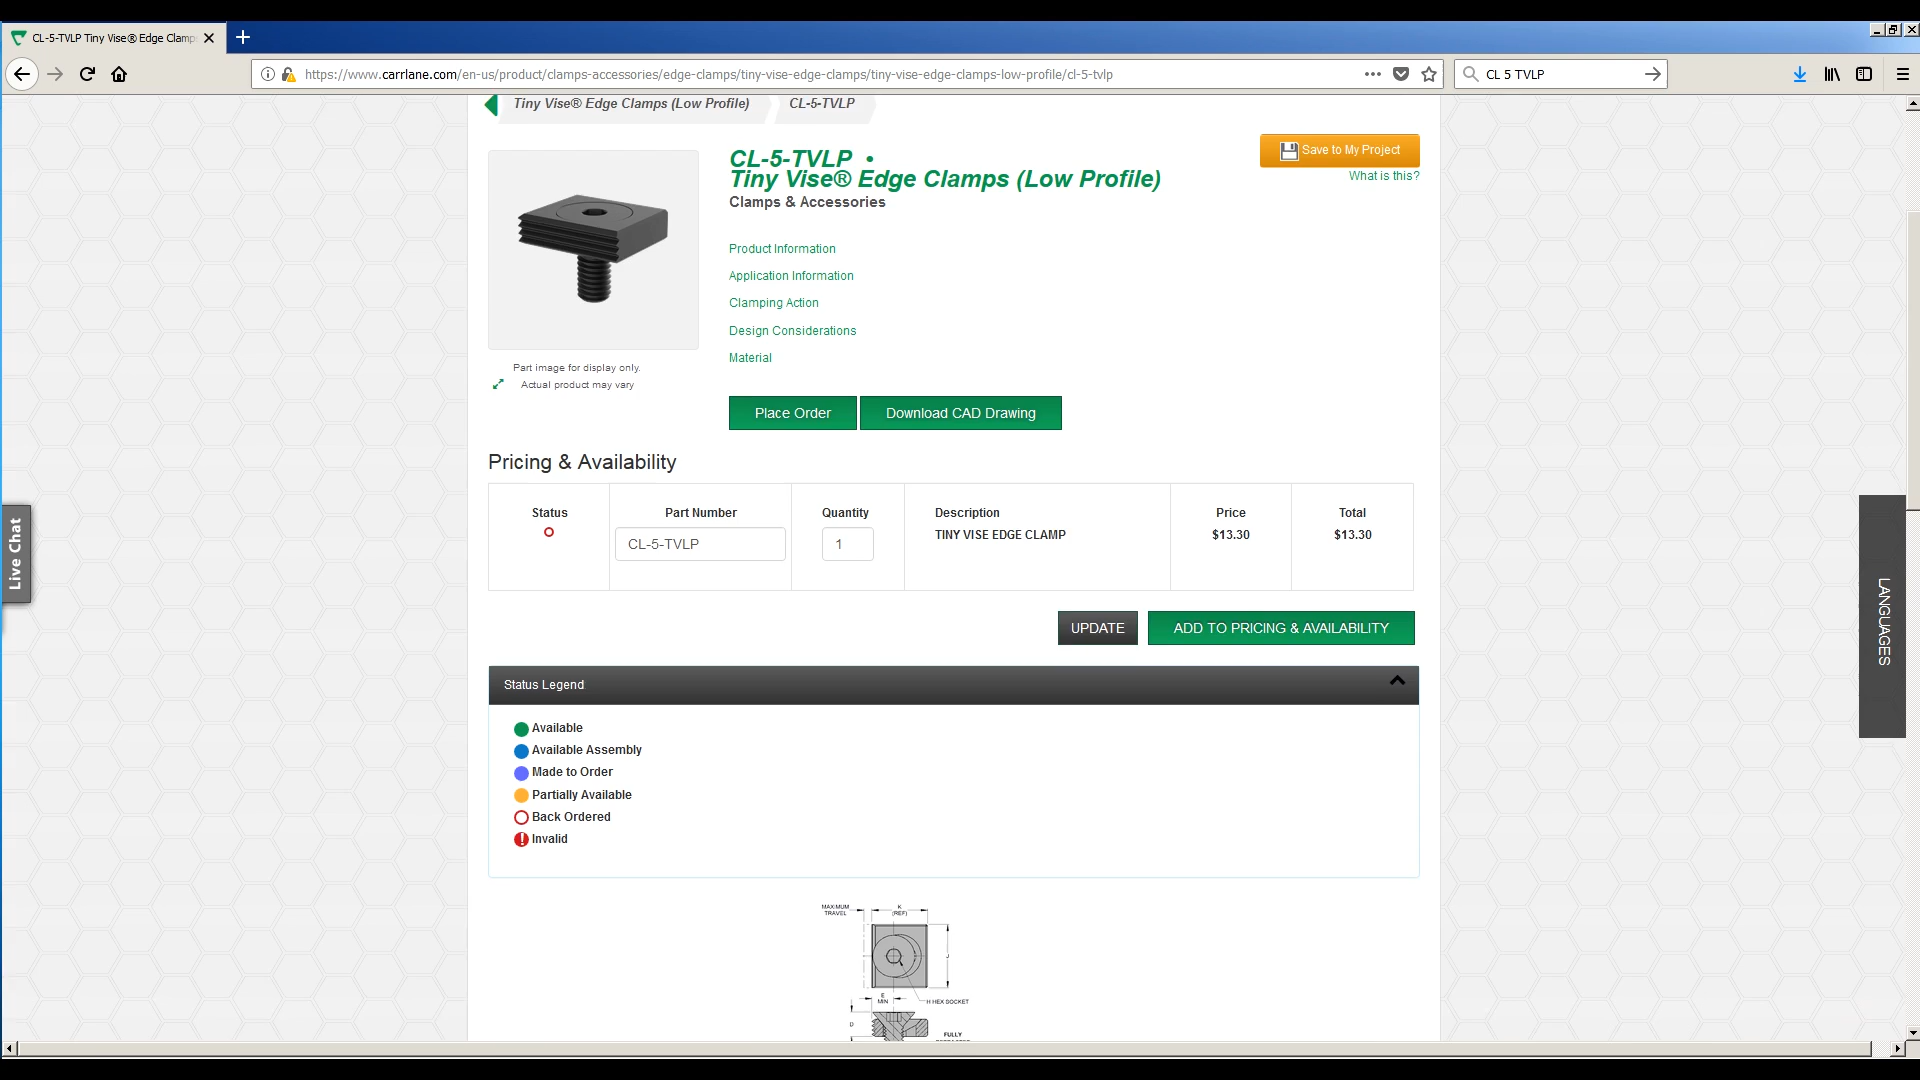 CL-5-TVLP Tiny Vise® Edge Clamp
https://www.carrlane.com/en-us/product/clamps-accessories/edge-clamps/tiny-vise-edge-clamps/tiny-vise-edge-clamps-low-profile/cl-5-tvlp
CL 5 TVLP
Tiny Vise® Edge Clamps (Low Profile)
CL-5-TVLP
CL-5-TVLP •
Tiny Vise® Edge Clamps (Low Profile)
Clamps & Accessories
Save to My Project
What is this?
Product Information
Application Information
Clamping Action
Design Considerations
Material
Part image for display only.
Actual product may vary
Place Order
Download CAD Drawing
Pricing & Availability
Status
Part Number
Quantity
Description
Price
Total
CL-5-TVLP
1
TINY VISE EDGE CLAMP
$13.30
$13.30
UPDATE
ADD TO PRICING & AVAILABILITY
Live Chat
LANGUAGES
Status Legend
Available
Available Assembly
Made to Order
Partially Available
Back Ordered
Invalid
MAXIMUM
TRAVEL
K
(REF)
E
MIN
H HEX SOCKET
D
FULLY